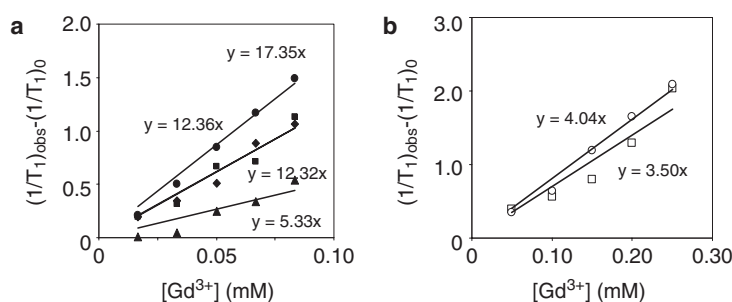 a
2.0
1.5
1.0
0.5
0
0
0.05
0.10
(1/T₁)obs-(1/T₁)₀
[Gd³⁺] (mM)
y = 17.35x
y = 12.36x
y = 12.32x
y = 5.33x
b
3.0
2.0
1.0
0
0
0.10
0.20
0.30
(1/T₁)obs-(1/T₁)₀
[Gd³⁺] (mM)
y = 4.04x
y = 3.50x